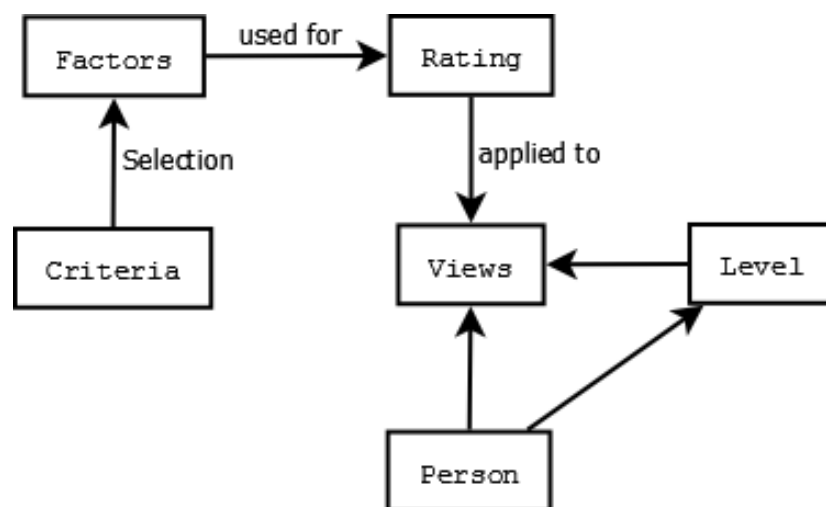 Factors
used for
Rating
Selection
applied to
Criteria
Views
Level
Person